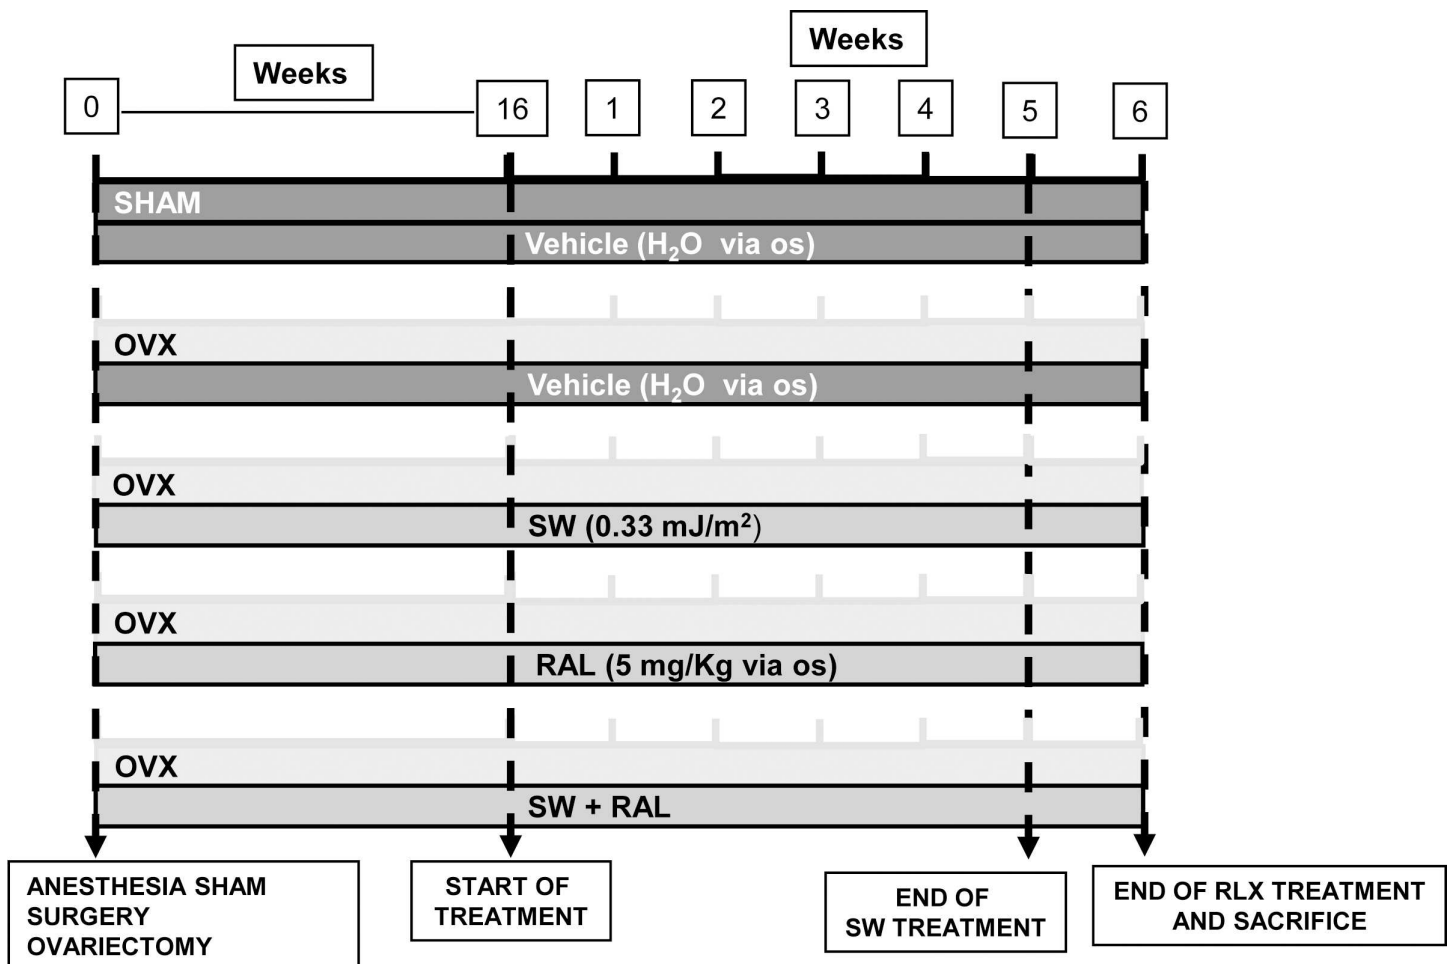 Weeks
Weeks
0
16
1
2
3
4
5
6
SHAM
Vehicle (H₂O via os)
OVX
Vehicle (H₂O via os)
OVX
SW (0.33 mJ/m²)
OVX
RAL (5 mg/Kg via os)
OVX
SW + RAL
ANESTHESIA SHAM
SURGERY
OVARIECTOMY
START OF
TREATMENT
END OF
SW TREATMENT
END OF RLX TREATMENT
AND SACRIFICE